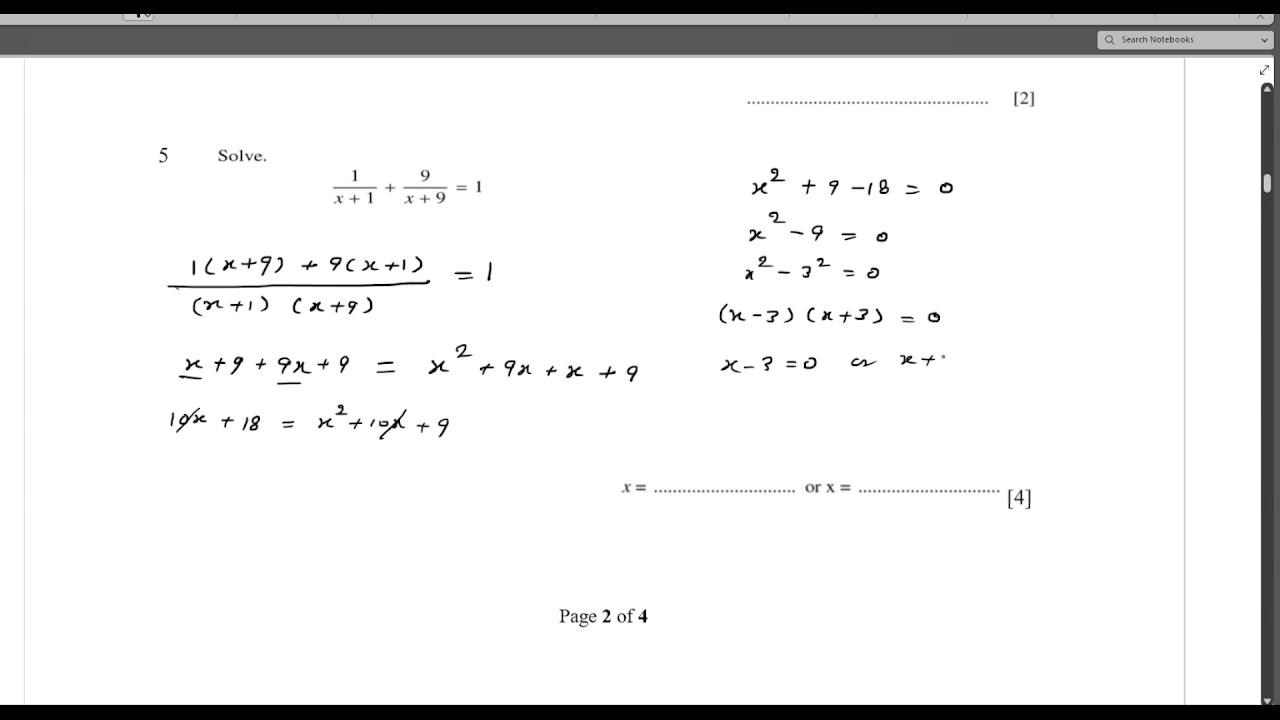 Search Notebooks
.................................................... [2]
5 Solve.
1/(x + 1) + 9/(x + 9) = 1
(1(x+9) + 9(x+1))/((x+1) (x+9)) = 1
x + 9 + 9x + 9 = x² + 9x + x + 9
10x + 18 = x² + 10x + 9
x² + 9 - 18 = 0
x² - 9 = 0
x² - 3² = 0
(x - 3) (x + 3) = 0
x - 3 = 0 or x +
x = .............................. or x = .............................. [4]
Page 2 of 4